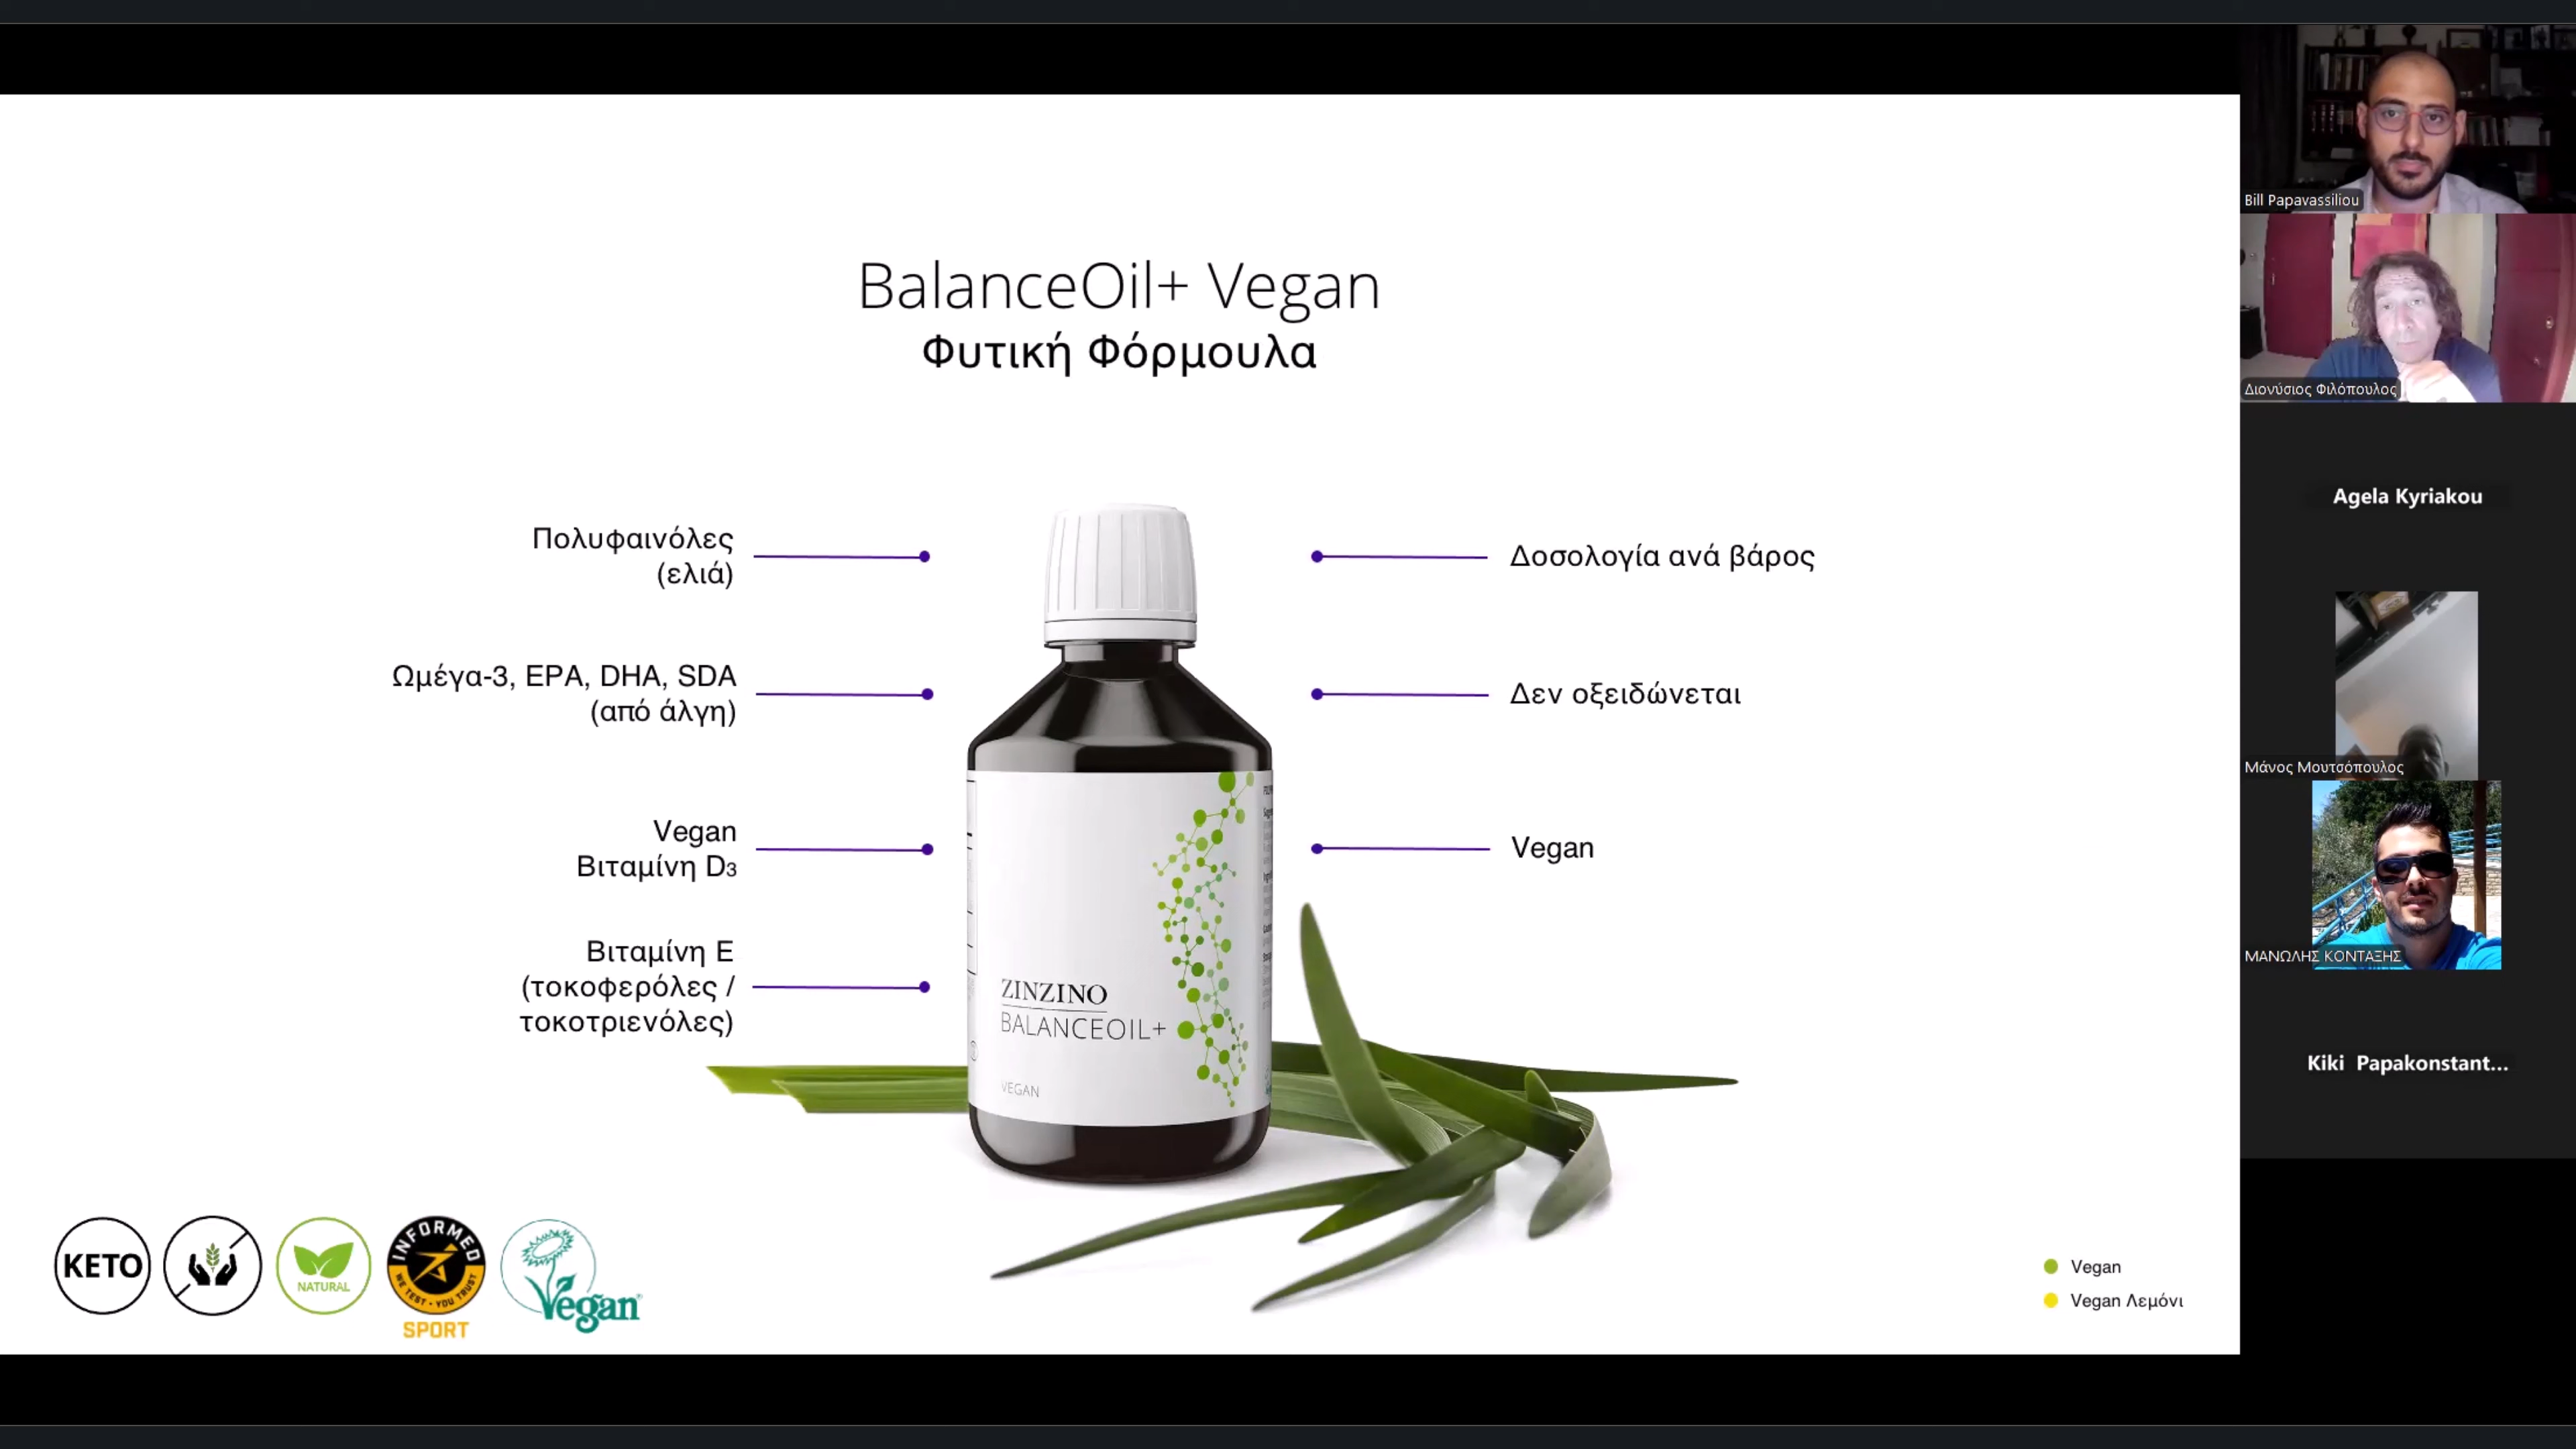 BalanceOil+ Vegan
Φυτική Φόρμουλα
Πολυφαινόλες
(ελιά)
Ωμέγα-3, EPA, DHA, SDA
(από άλγη)
Vegan
Βιταμίνη D₃
Βιταμίνη Ε
(τοκοφερόλες /
τοκοτριενόλες)
Δοσολογία ανά βάρος
Δεν οξειδώνεται
Vegan
ZINZINO
BALANCEOIL+
VEGAN
KETO
NATURAL
INFORMED
WE TEST • YOU TRUST
SPORT
Vegan
Vegan
Vegan Λεμόνι
Bill Papavassiliou
Διονύσιος Φιλόπουλος
Agela Kyriakou
Μάνος Μουτσόπουλος
ΜΑΝΩΛΗΣ ΚΟΝΤΑΞΗΣ
Kiki Papakonstant...